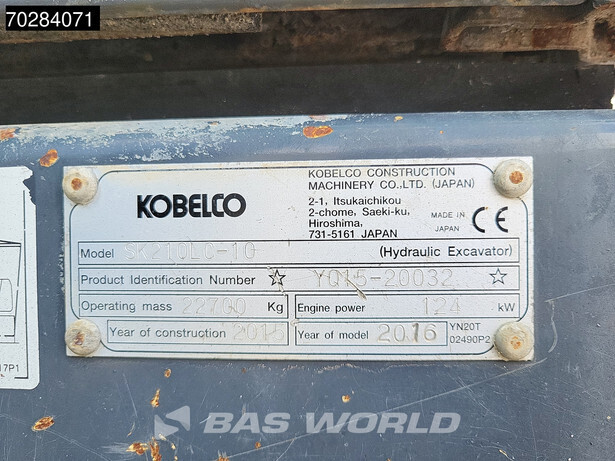 70284071
KOBELCO
KOBELCO CONSTRUCTION
MACHINERY CO.,LTD. (JAPAN)
2-1, Itsukaichikou
2-chome, Saeki-ku,
Hiroshima,
731-5161 JAPAN
MADE IN
JAPAN
CE
Model SK210LC-10 (Hydraulic Excavator)
Product Identification Number ☆ YQ15-20032 ☆
Operating mass 22700 Kg Engine power 124 kW
Year of construction Year of model 2016 YN20T
02490P2
17P1
BAS WORLD